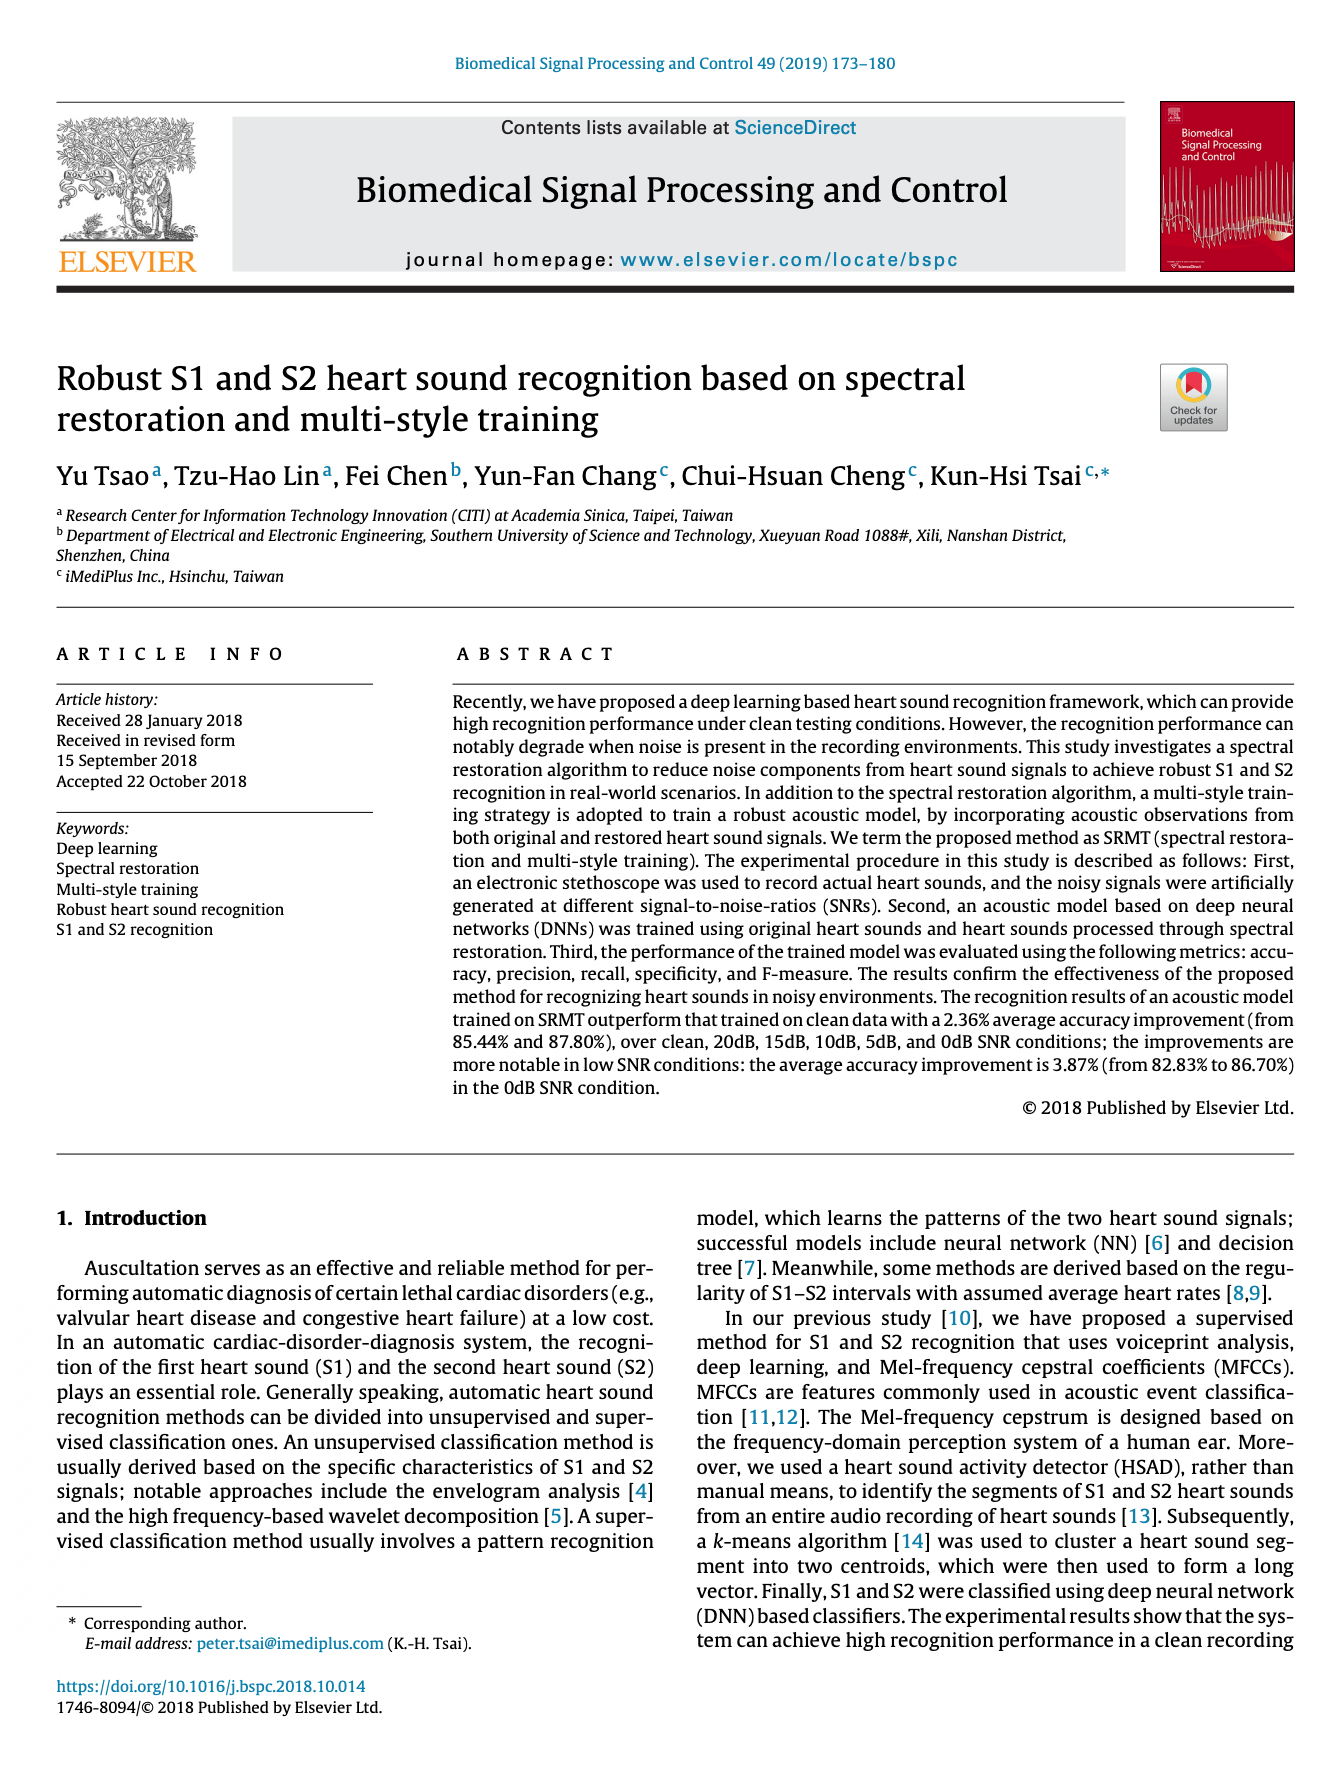 Biomedical Signal Processing and Control 49 (2019) 173–180
Contents lists available at ScienceDirect
Biomedical Signal Processing and Control
journal homepage: www.elsevier.com/locate/bspc
ELSEVIER
Biomedical
Signal Processing
and Control
Robust S1 and S2 heart sound recognition based on spectral
restoration and multi-style training
Check for
updates
Yu Tsao a, Tzu-Hao Lin a, Fei Chen b, Yun-Fan Chang c, Chui-Hsuan Cheng c, Kun-Hsi Tsai c,*
a Research Center for Information Technology Innovation (CITI) at Academia Sinica, Taipei, Taiwan
b Department of Electrical and Electronic Engineering, Southern University of Science and Technology, Xueyuan Road 1088#, Xili, Nanshan District,
Shenzhen, China
c iMediPlus Inc., Hsinchu, Taiwan
ARTICLE INFO
Article history:
Received 28 January 2018
Received in revised form
15 September 2018
Accepted 22 October 2018
Keywords:
Deep learning
Spectral restoration
Multi-style training
Robust heart sound recognition
S1 and S2 recognition
ABSTRACT
Recently, we have proposed a deep learning based heart sound recognition framework, which can provide
high recognition performance under clean testing conditions. However, the recognition performance can
notably degrade when noise is present in the recording environments. This study investigates a spectral
restoration algorithm to reduce noise components from heart sound signals to achieve robust S1 and S2
recognition in real-world scenarios. In addition to the spectral restoration algorithm, a multi-style train-
ing strategy is adopted to train a robust acoustic model, by incorporating acoustic observations from
both original and restored heart sound signals. We term the proposed method as SRMT (spectral restora-
tion and multi-style training). The experimental procedure in this study is described as follows: First,
an electronic stethoscope was used to record actual heart sounds, and the noisy signals were artificially
generated at different signal-to-noise-ratios (SNRs). Second, an acoustic model based on deep neural
networks (DNNs) was trained using original heart sounds and heart sounds processed through spectral
restoration. Third, the performance of the trained model was evaluated using the following metrics: accu-
racy, precision, recall, specificity, and F-measure. The results confirm the effectiveness of the proposed
method for recognizing heart sounds in noisy environments. The recognition results of an acoustic model
trained on SRMT outperform that trained on clean data with a 2.36% average accuracy improvement (from
85.44% and 87.80%), over clean, 20dB, 15dB, 10dB, 5dB, and 0dB SNR conditions; the improvements are
more notable in low SNR conditions: the average accuracy improvement is 3.87% (from 82.83% to 86.70%)
in the 0dB SNR condition.
© 2018 Published by Elsevier Ltd.
1. Introduction
Auscultation serves as an effective and reliable method for per-
forming automatic diagnosis of certain lethal cardiac disorders (e.g.,
valvular heart disease and congestive heart failure) at a low cost.
In an automatic cardiac-disorder-diagnosis system, the recogni-
tion of the first heart sound (S1) and the second heart sound (S2)
plays an essential role. Generally speaking, automatic heart sound
recognition methods can be divided into unsupervised and super-
vised classification ones. An unsupervised classification method is
usually derived based on the specific characteristics of S1 and S2
signals; notable approaches include the envelogram analysis [4]
and the high frequency-based wavelet decomposition [5]. A super-
vised classification method usually involves a pattern recognition
* Corresponding author.
E-mail address: peter.tsai@imediplus.com (K.-H. Tsai).
https://doi.org/10.1016/j.bspc.2018.10.014
1746-8094/© 2018 Published by Elsevier Ltd.
model, which learns the patterns of the two heart sound signals;
successful models include neural network (NN) [6] and decision
tree [7]. Meanwhile, some methods are derived based on the regu-
larity of S1–S2 intervals with assumed average heart rates [8,9].
In our previous study [10], we have proposed a supervised
method for S1 and S2 recognition that uses voiceprint analysis,
deep learning, and Mel-frequency cepstral coefficients (MFCCs).
MFCCs are features commonly used in acoustic event classifica-
tion [11,12]. The Mel-frequency cepstrum is designed based on
the frequency-domain perception system of a human ear. More-
over, we used a heart sound activity detector (HSAD), rather than
manual means, to identify the segments of S1 and S2 heart sounds
from an entire audio recording of heart sounds [13]. Subsequently,
a k-means algorithm [14] was used to cluster a heart sound seg-
ment into two centroids, which were then used to form a long
vector. Finally, S1 and S2 were classified using deep neural network
(DNN) based classifiers. The experimental results show that the sys-
tem can achieve high recognition performance in a clean recording